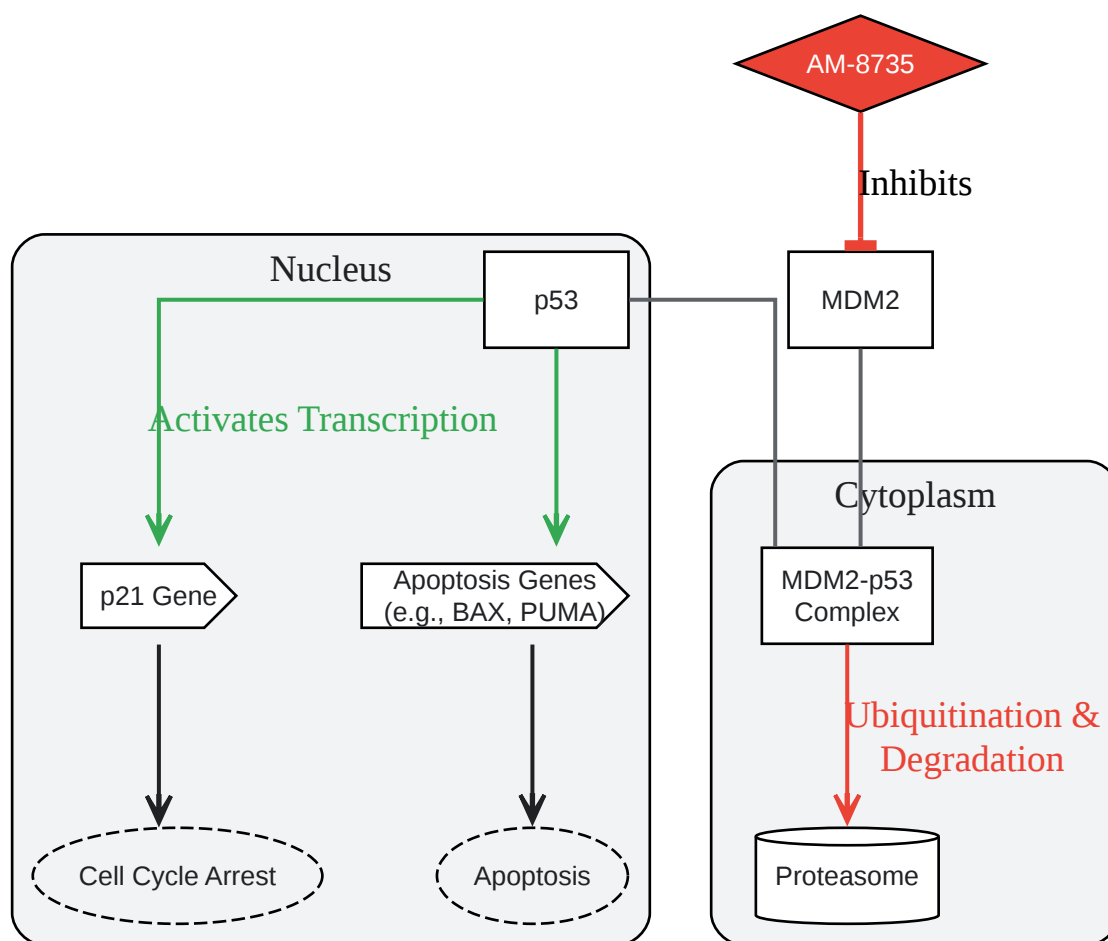 AM-8735
Inhibits
Nucleus
p53
MDM2
Activates Transcription
Cytoplasm
p21 Gene
Apoptosis Genes
(e.g., BAX, PUMA)
MDM2-p53
Complex
Ubiquitination &
Degradation
Cell Cycle Arrest
Apoptosis
Proteasome